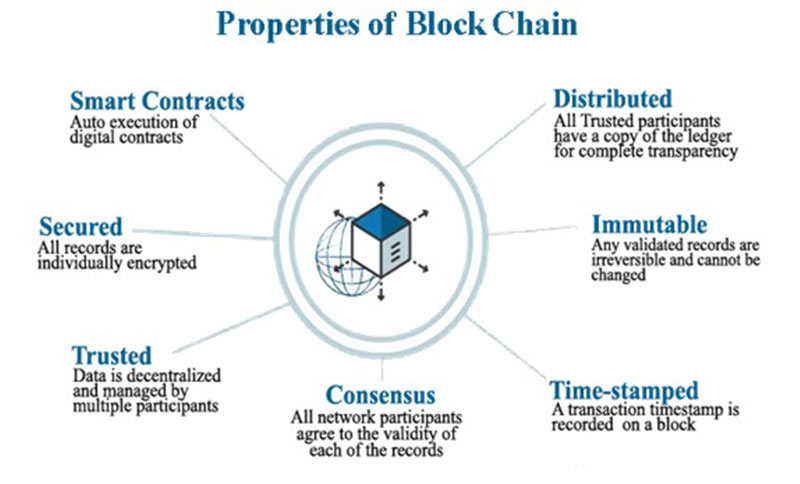 Properties of Block Chain
Smart Contracts
Auto execution of
digital contracts
Distributed
All Trusted participants
have a copy of the ledger
for complete transparency
Secured
All records are
individually encrypted
Immutable
Any validated records are
irreversible and cannot be
changed
Trusted
Data is decentralized
and managed by
multiple participants
Consensus
All network participants
agree to the validity of
each of the records
Time-stamped
A transaction timestamp is
recorded on a block